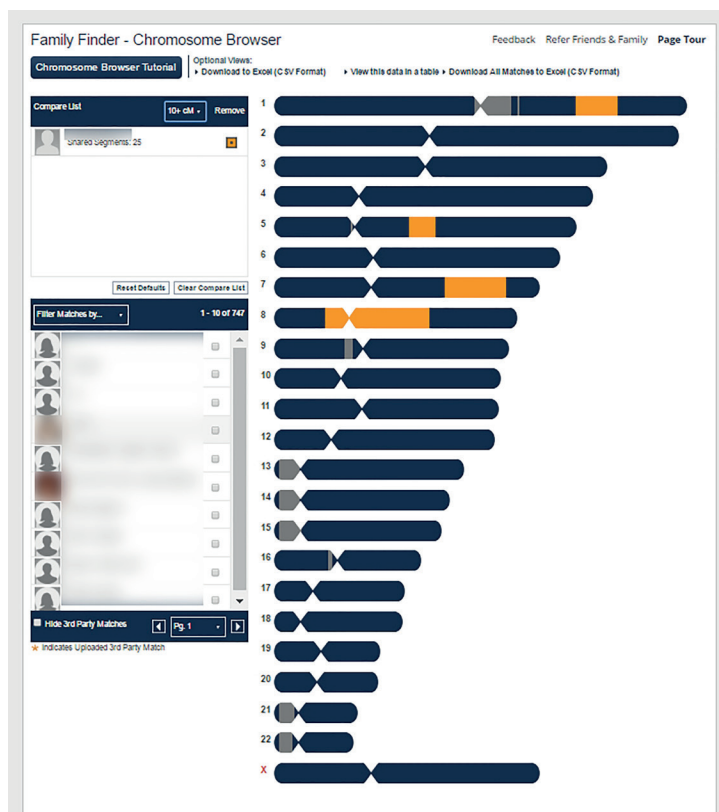 Family Finder - Chromosome Browser
Feedback Refer Friends & Family Page Tour
Chromosome Browser Tutorial
Optional Views:
Download to Excel (CSV Format) View this data in a table Download All Matches to Excel (CSV Format)
Compare List 10+ cM Remove
Shared Segments: 25
Reset Defaults Clear Compare List
Filter Matches by... 1 - 10 of 747
Hide 3rd Party Matches Pg. 1
* Indicates Uploaded 3rd Party Match
1
2
3
4
5
6
7
8
9
10
11
12
13
14
15
16
17
18
19
20
21
22
X